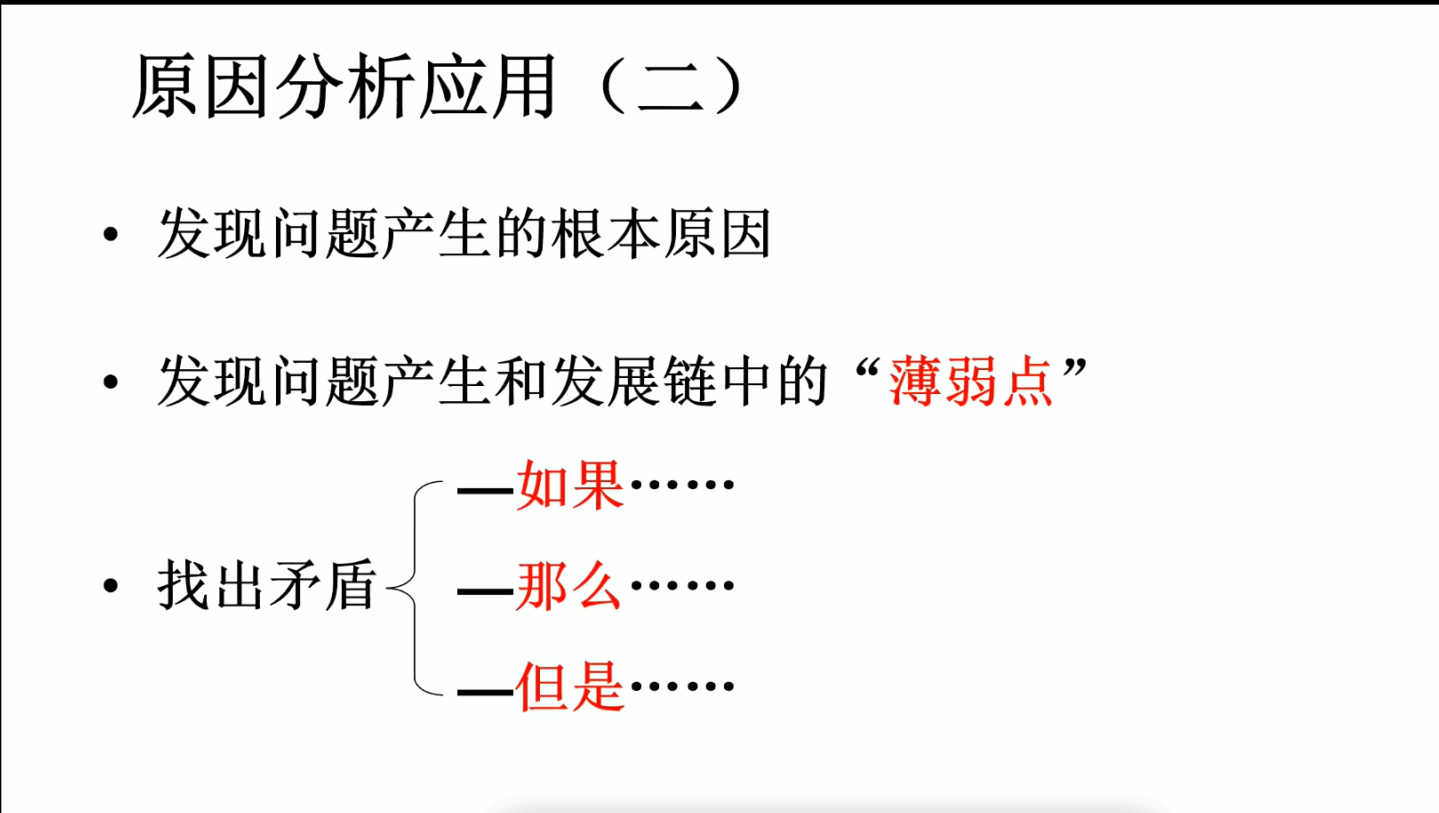 原因分析应用（二）
• 发现问题产生的根本原因
• 发现问题产生和发展链中的“薄弱点”
—如果……
• 找出矛盾
—那么……
—但是……